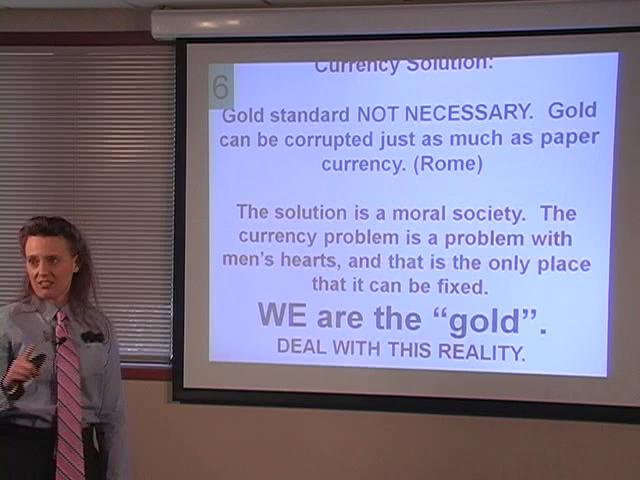 Currency Solution:
6
Gold standard NOT NECESSARY. Gold
can be corrupted just as much as paper
currency. (Rome)
The solution is a moral society. The
currency problem is a problem with
men's hearts, and that is the only place
that it can be fixed.
WE are the “gold”.
DEAL WITH THIS REALITY.